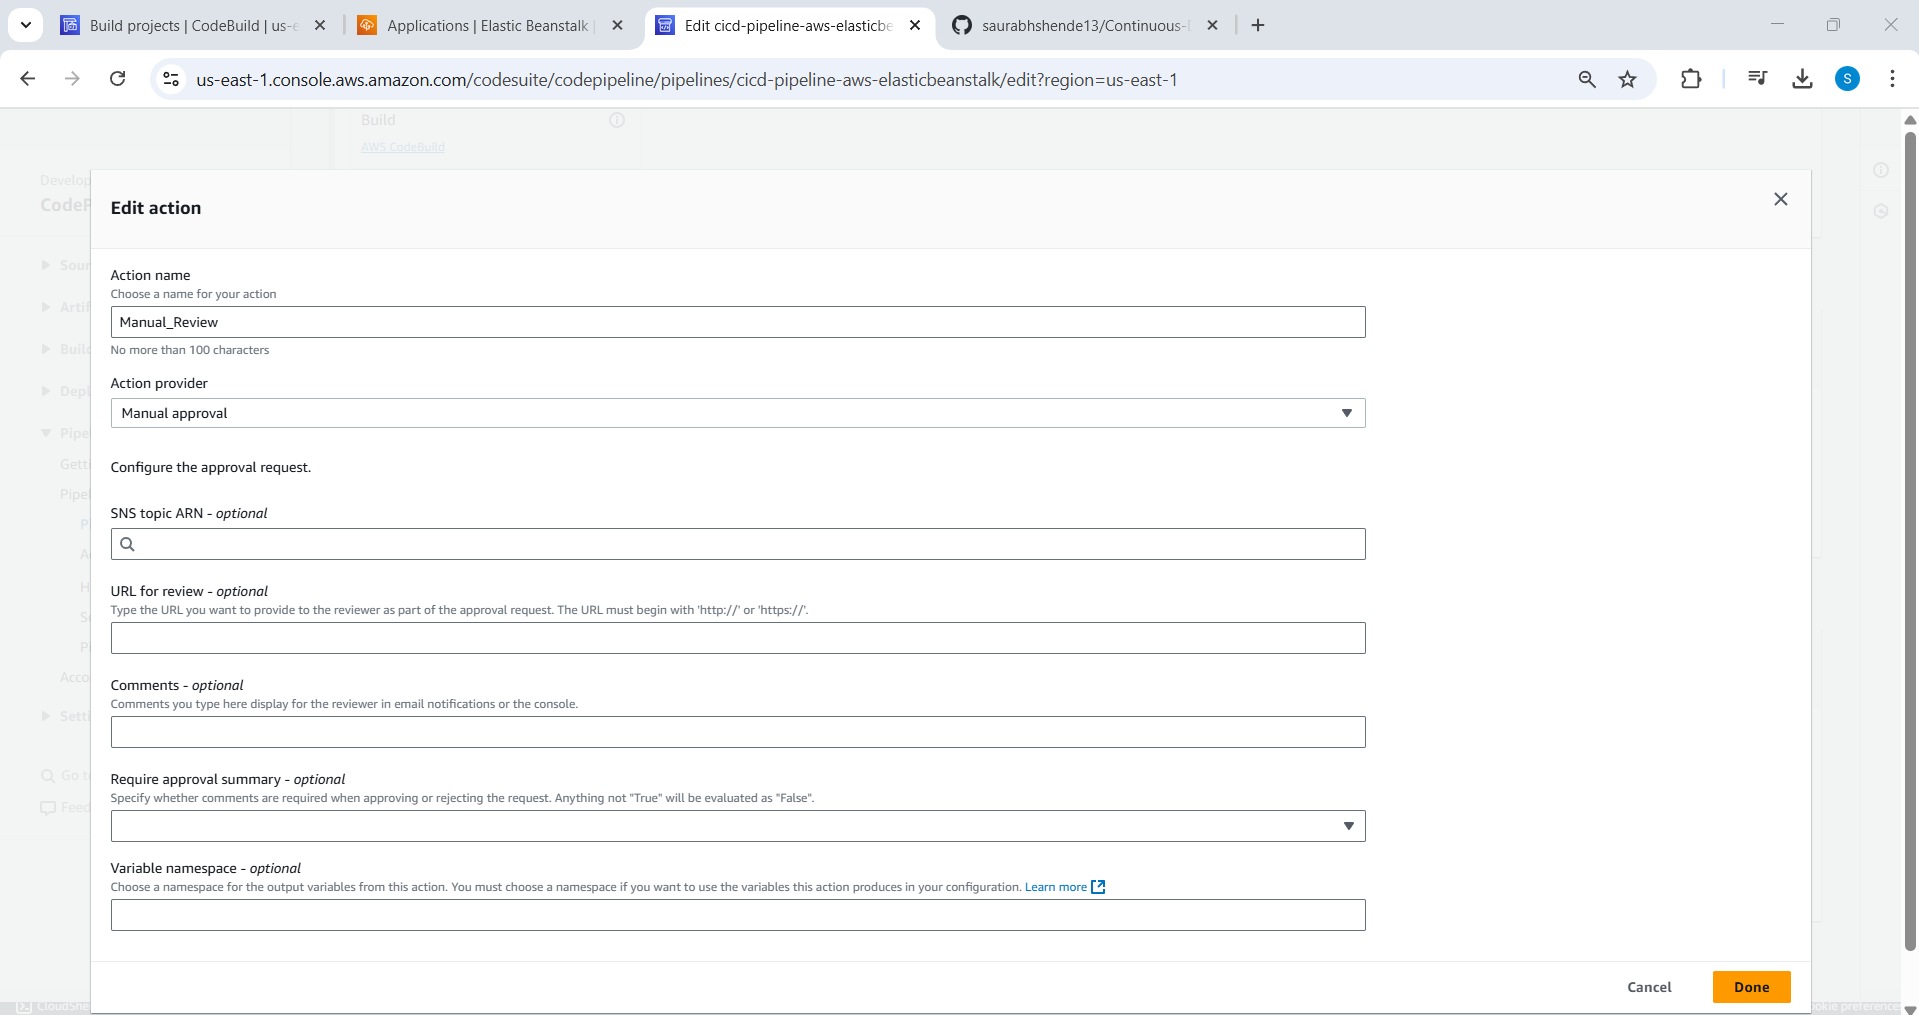 Build projects | CodeBuild | us-e
Applications | Elastic Beanstalk |
Edit cicd-pipeline-aws-elasticbe
saurabhshende13/Continuous-
us-east-1.console.aws.amazon.com/codesuite/codepipeline/pipelines/cicd-pipeline-aws-elasticbeanstalk/edit?region=us-east-1
S
Build
AWS CodeBuild
Develop
CodeP
Sour
Artif
Build
Depl
Pipe
Getti
Pipel
Acco
Setti
Go to
Feed
Edit action
Action name
Choose a name for your action
Manual_Review
No more than 100 characters
Action provider
Manual approval
Configure the approval request.
SNS topic ARN - optional
URL for review - optional
Type the URL you want to provide to the reviewer as part of the approval request. The URL must begin with 'http://' or 'https://'.
Comments - optional
Comments you type here display for the reviewer in email notifications or the console.
Require approval summary - optional
Specify whether comments are required when approving or rejecting the request. Anything not "True" will be evaluated as "False".
Variable namespace - optional
Choose a namespace for the output variables from this action. You must choose a namespace if you want to use the variables this action produces in your configuration. Learn more
Cancel
Done
CloudShe
ookie preference